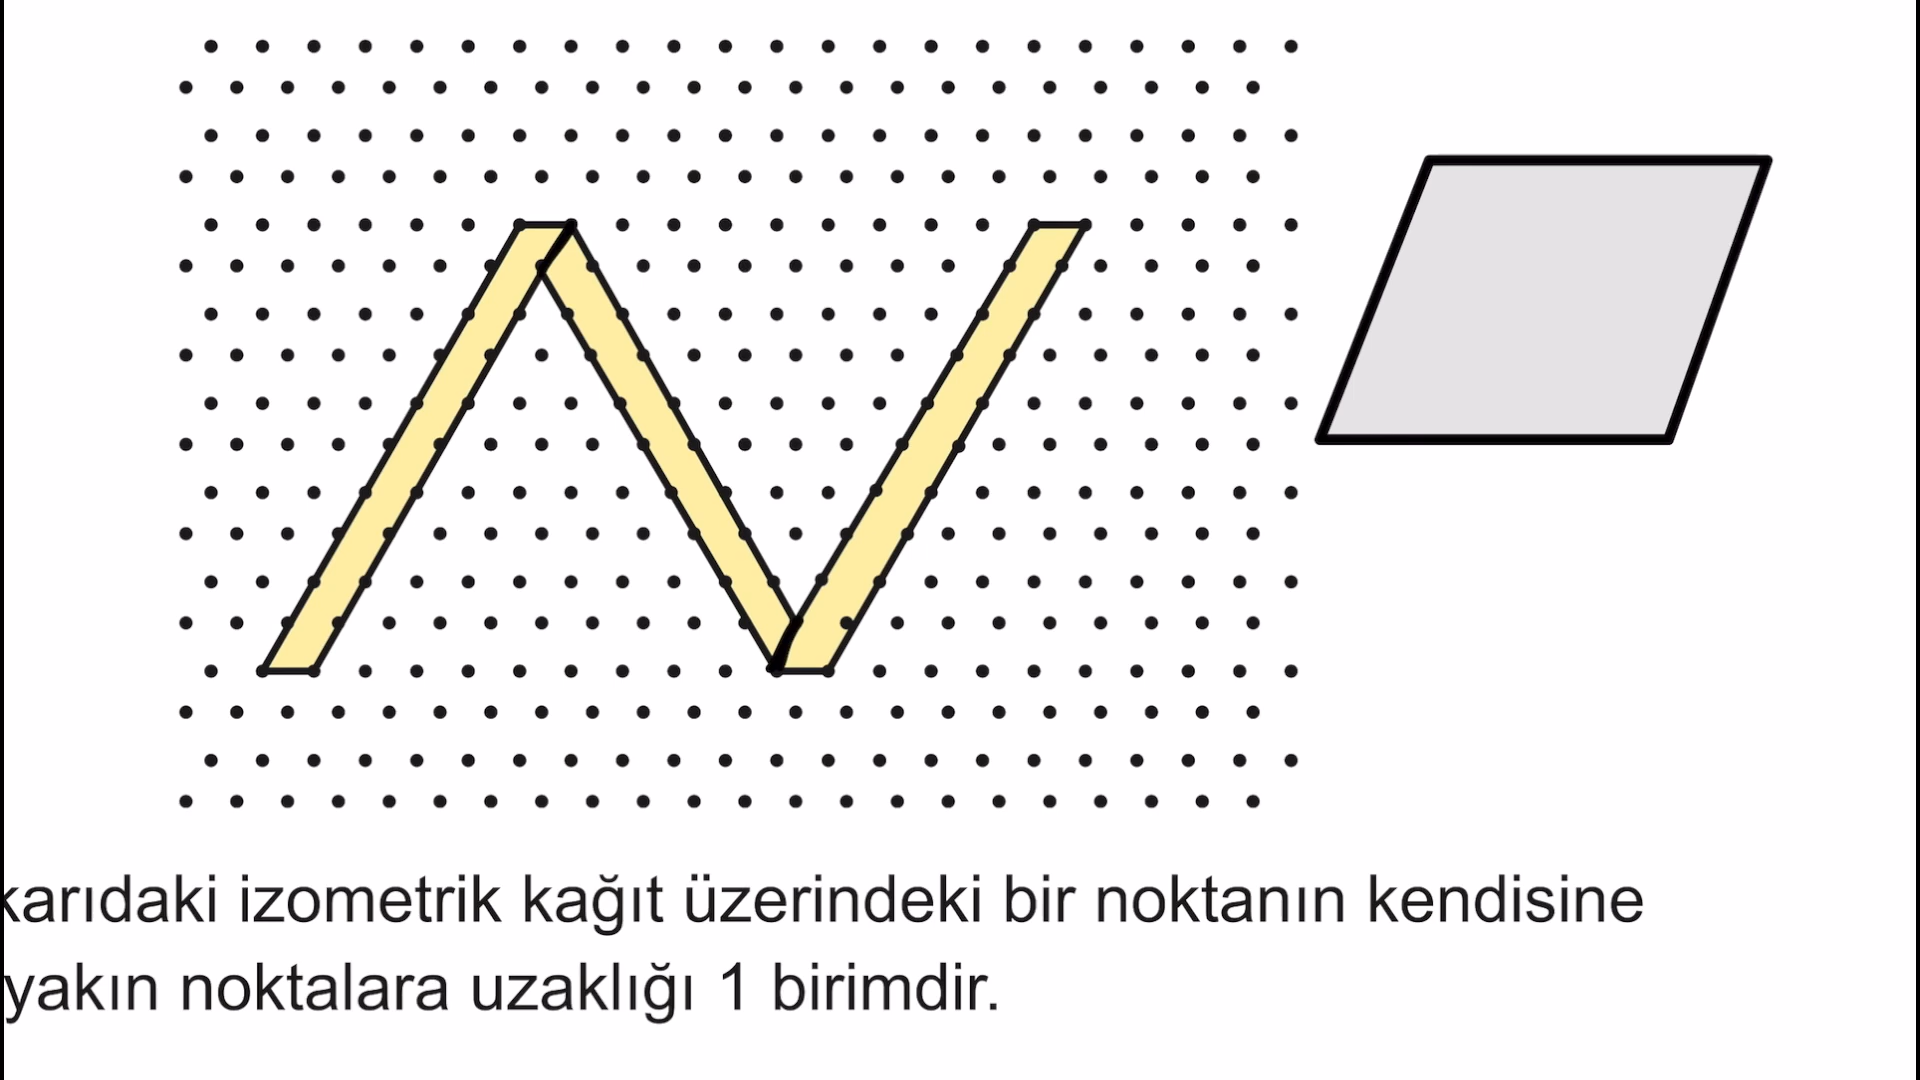 karıdaki izometrik kağıt üzerindeki bir noktanın kendisine
yakın noktalara uzaklığı 1 birimdir.